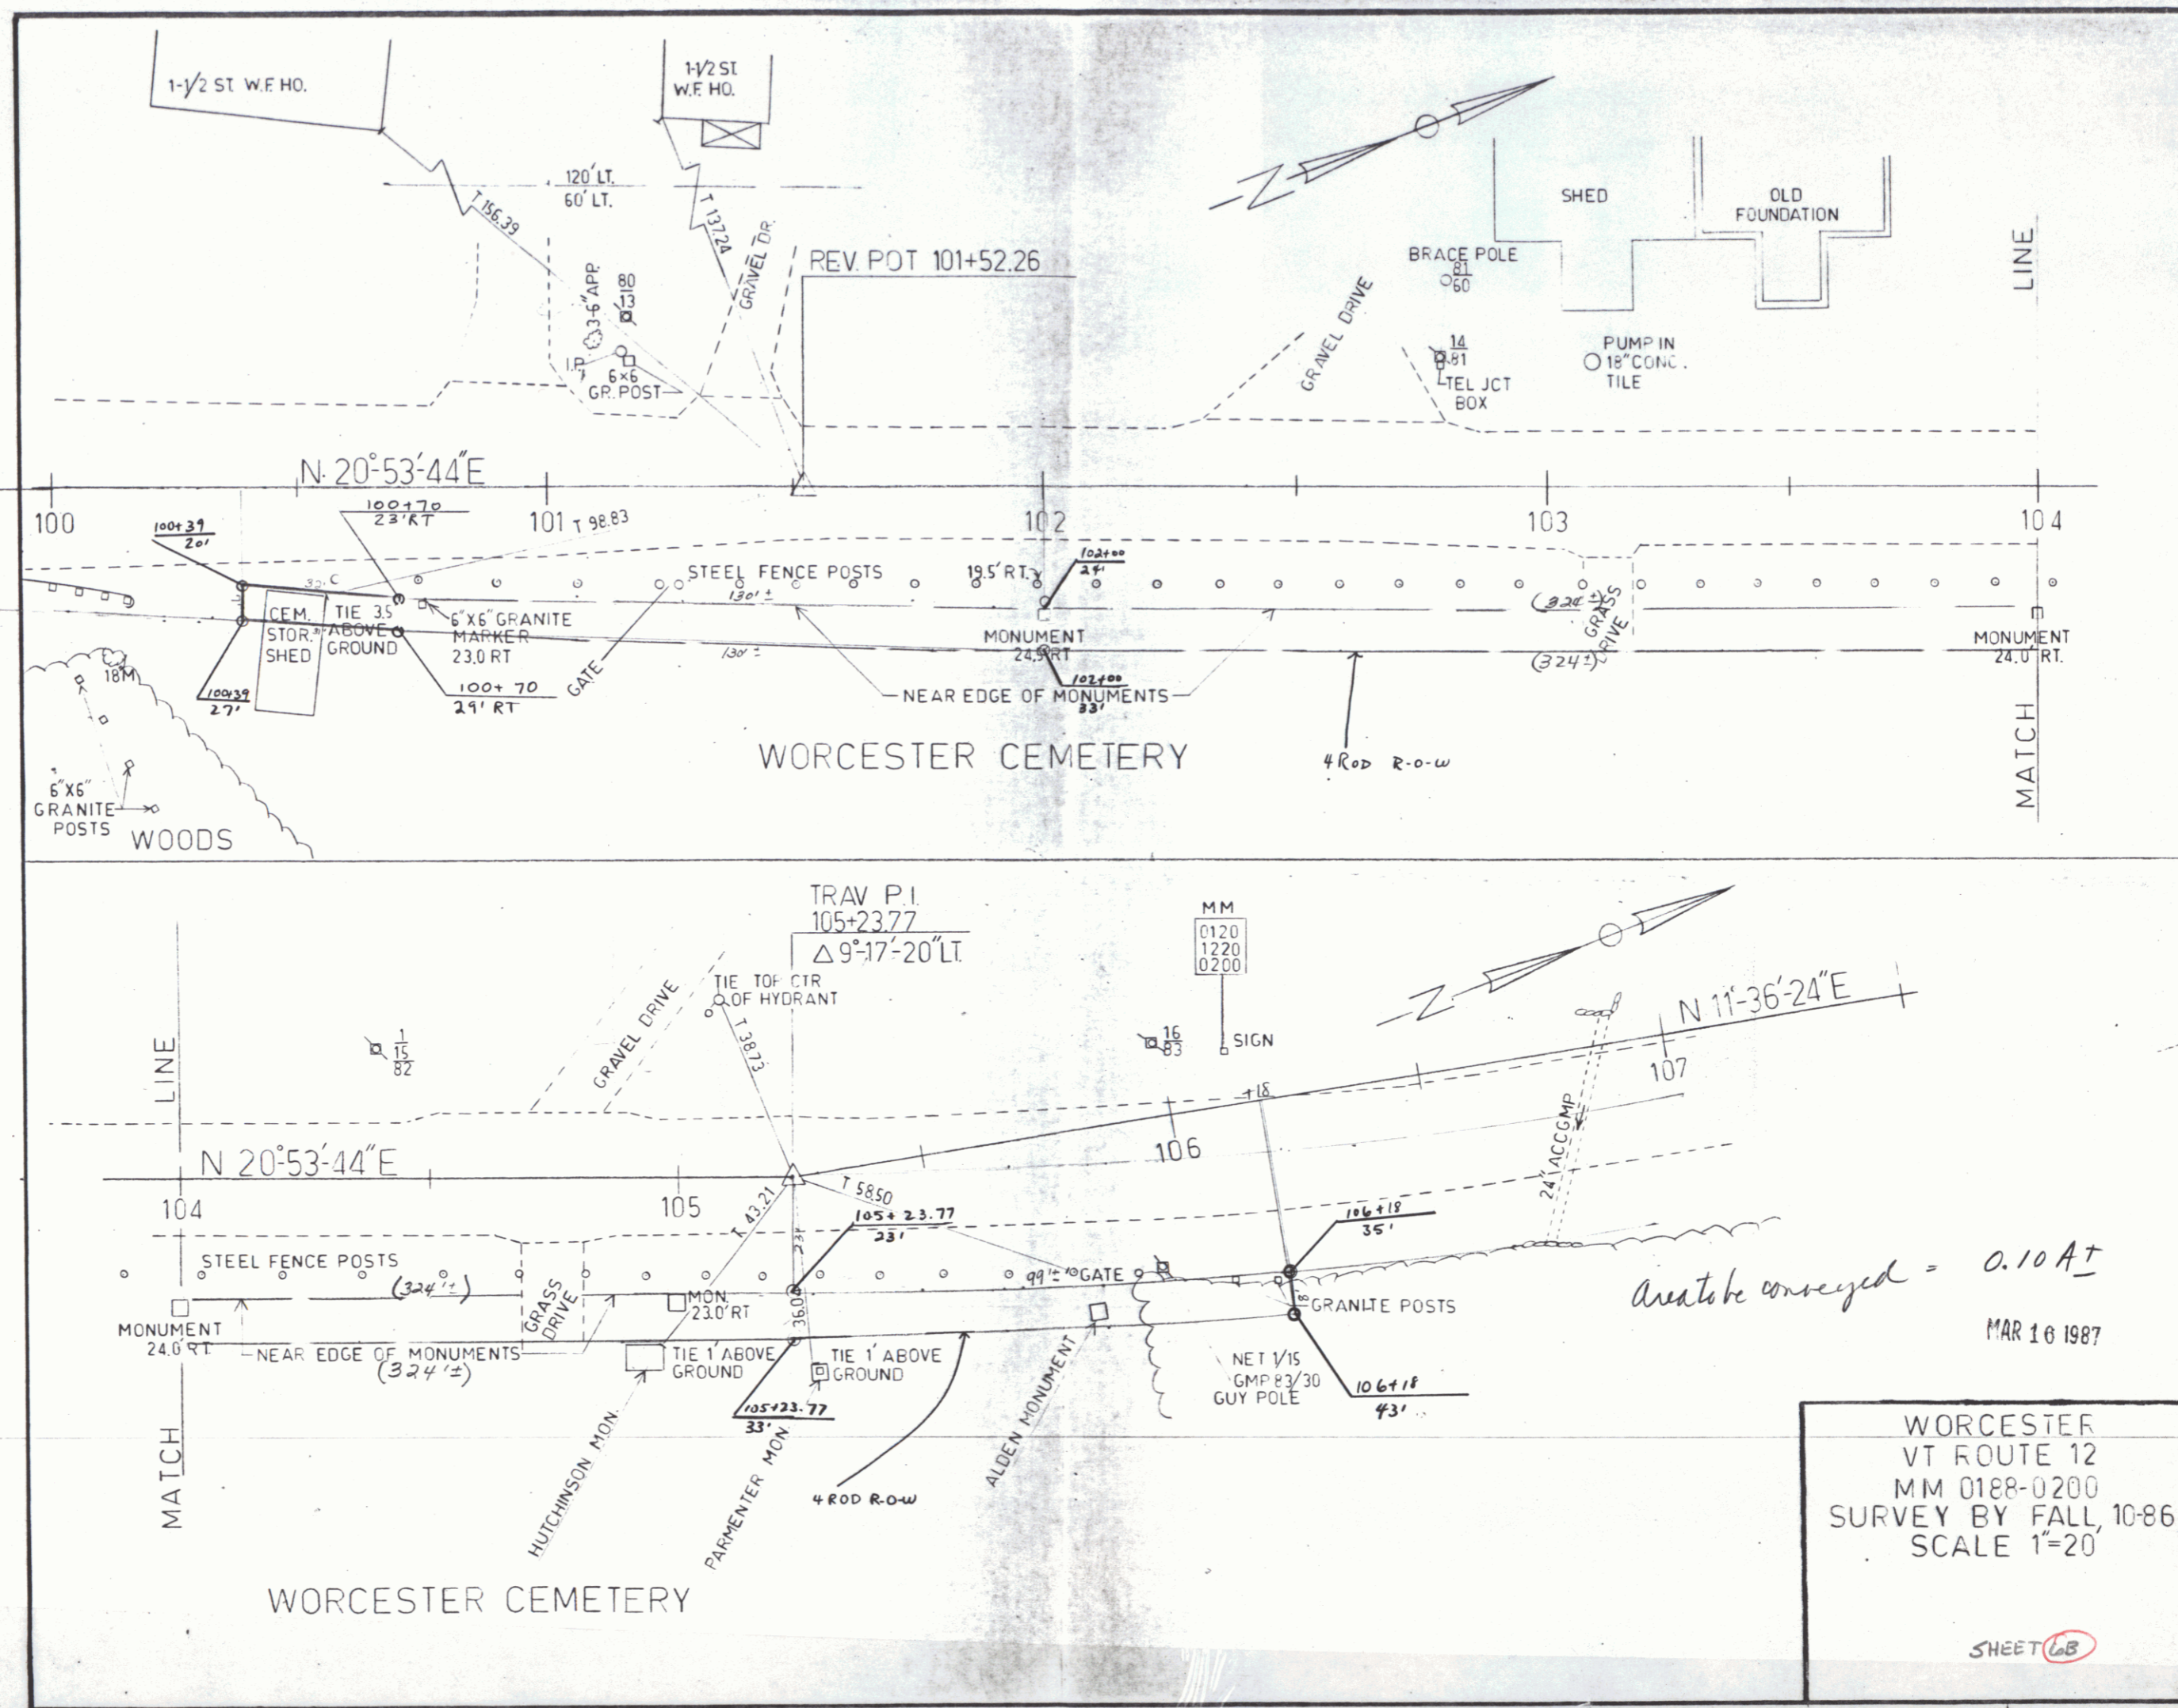 1-1/2 ST. W.F. HO.
1-1/2 ST.
W.F. HO.
120' LT.
60' LT.
T 156.39
T 137.24
GRAVEL DR.
REV. POT 101+52.26
3-6" APP.
80
13
I.P.
6x6
GR. POST
N
SHED
OLD
FOUNDATION
BRACE POLE
81
60
GRAVEL DRIVE
14
81
TEL JCT
BOX
PUMP IN
18" CONC.
TILE
LINE
N. 20°-53'-44"E
100
101
102
103
104
100+39
20'
100+70
23' RT
T 98.83
STEEL FENCE POSTS
19.5' RT.
102+00
24'
130'±
(324'±)
GRASS
DRIVE
CEM.
STOR.
SHED
TIE 3.5
ABOVE
GROUND
6"X6" GRANITE
MARKER
23.0 RT
GATE
MONUMENT
24.5' RT
130'±
(324'±)
MONUMENT
24.0' RT.
18"M
100+39
27'
100+70
29' RT
NEAR EDGE OF MONUMENTS
102+00
33'
WORCESTER CEMETERY
4 ROD R-O-W
MATCH
6"X6"
GRANITE
POSTS
WOODS
TRAV P.I.
105+23.77
△ 9°-17'-20" LT.
MM
0120
1220
0200
SIGN
TIE TOP CTR
OF HYDRANT
T 38.73
GRAVEL DRIVE
1
15
82
16
83
N
N 11°-36'-24"E
LINE
N 20°-53'-44"E
104
105
106
+18
107
24" ACCGMP
T 43.21
T 58.50
23'
105+23.77
23'
106+18
35'
STEEL FENCE POSTS
(324'±)
GRASS
DRIVE
MON.
23.0' RT
36.0
99'±
GATE
8'
GRANITE POSTS
MONUMENT
24.0' RT.
NEAR EDGE OF MONUMENTS
(324'±)
TIE 1' ABOVE
GROUND
TIE 1' ABOVE
GROUND
105+23.77
33'
HUTCHINSON MON.
PARMENTER MON.
ALDEN MONUMENT
4 ROD R-O-W
NET 1/15
GMP 83/30
GUY POLE
106+18
43'
Area to be conveyed = 0.10 A±
MAR 16 1987
MATCH
WORCESTER CEMETERY
WORCESTER
VT ROUTE 12
MM 0188-0200
SURVEY BY FALL, 10-86
SCALE 1"=20'
SHEET 6B